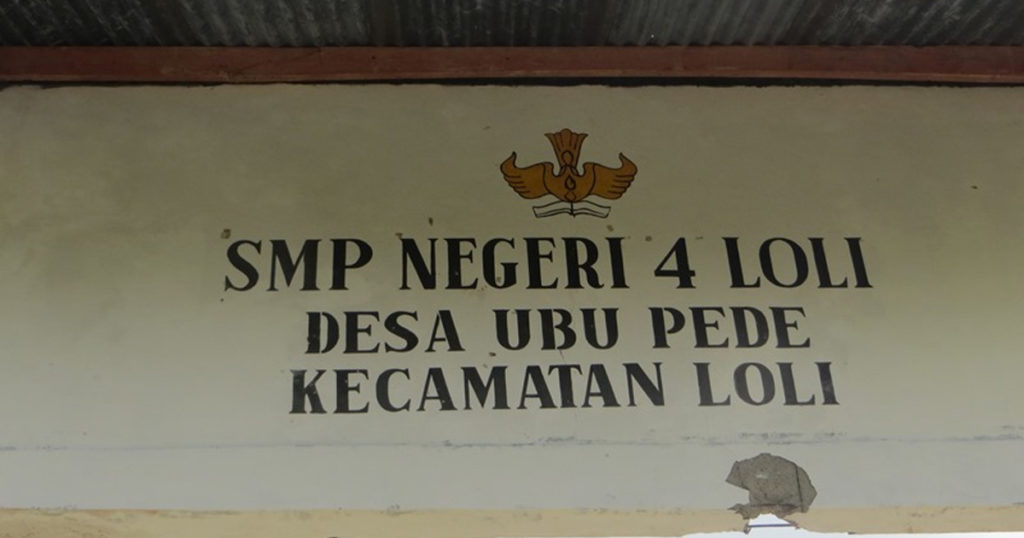 SMP NEGERI 4 LOLI
DESA UBU PEDE
KECAMATAN LOLI